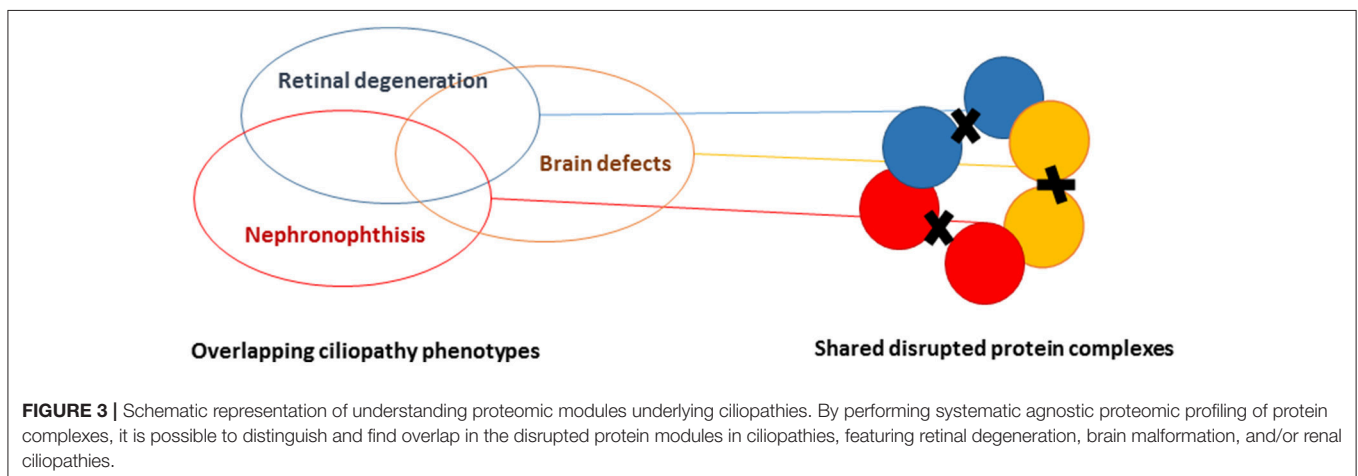 Retinal degeneration
Brain defects
Nephronophthisis
Overlapping ciliopathy phenotypes
Shared disrupted protein complexes
FIGURE 3 | Schematic representation of understanding proteomic modules underlying ciliopathies. By performing systematic agnostic proteomic profiling of protein
complexes, it is possible to distinguish and find overlap in the disrupted protein modules in ciliopathies, featuring retinal degeneration, brain malformation, and/or renal
ciliopathies.